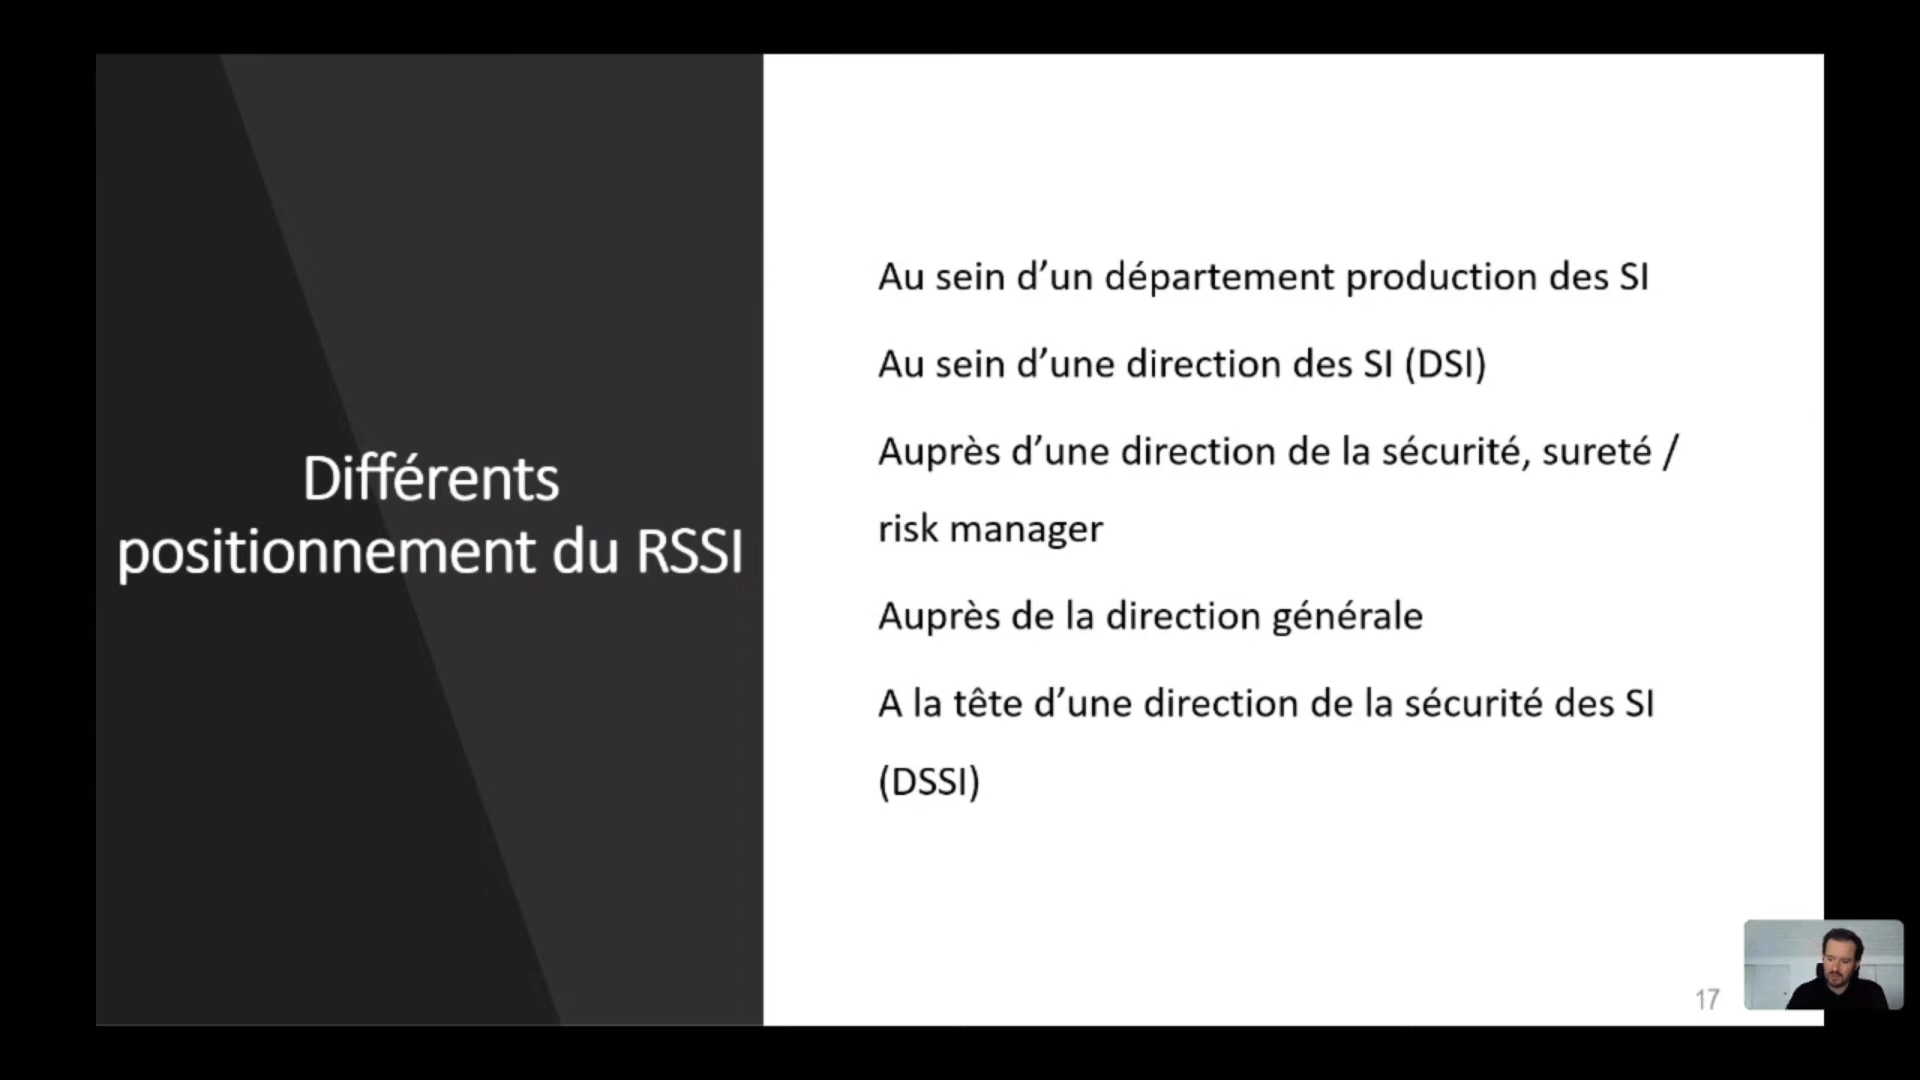 Différents
positionnement du RSSI
Au sein d’un département production des SI
Au sein d’une direction des SI (DSI)
Auprès d’une direction de la sécurité, sureté /
risk manager
Auprès de la direction générale
A la tête d’une direction de la sécurité des SI
(DSSI)
17